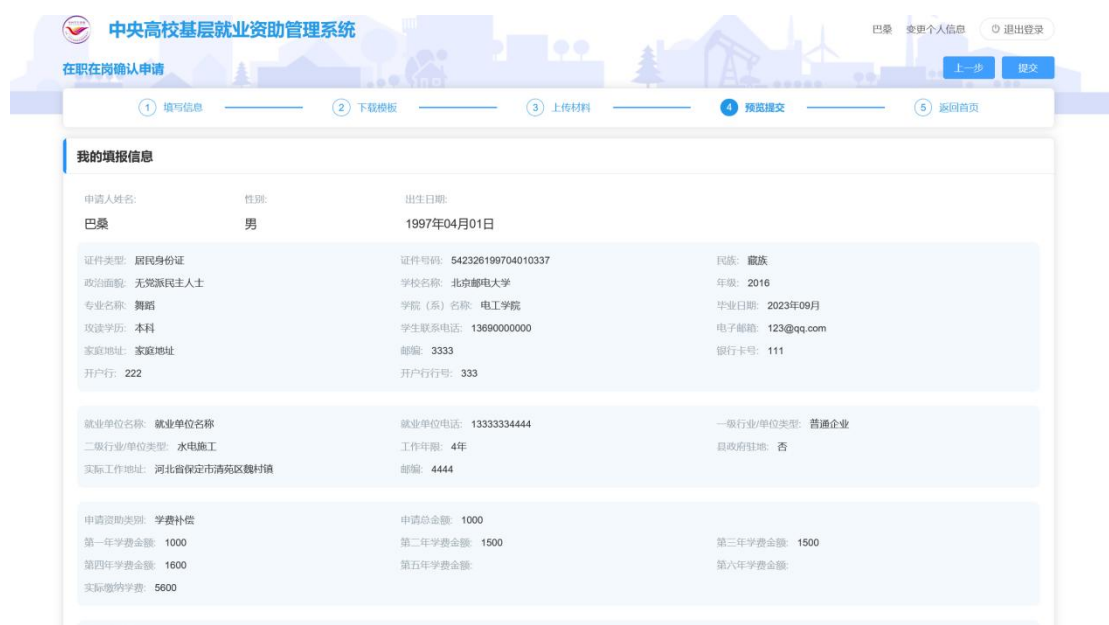 中央高校基层就业资助管理系统
巴桑 变更个人信息 退出登录
在职在岗确认申请
上一步 提交
1 填写信息 2 下载模板 3 上传材料 4 预览提交 5 返回首页
我的填报信息
申请人姓名: 性别: 出生日期:
巴桑 男 1997年04月01日
证件类型: 居民身份证 证件号码: 542326199704010337 民族: 藏族
政治面貌: 无党派民主人士 学校名称: 北京邮电大学 年级: 2016
专业名称: 舞蹈 学院（系）名称: 电工学院 毕业日期: 2023年09月
攻读学历: 本科 学生联系电话: 13690000000 电子邮箱: 123@qq.com
家庭地址: 家庭地址 邮编: 3333 银行卡号: 111
开户行: 222 开户行行号: 333
就业单位名称: 就业单位名称 就业单位电话: 13333334444 一级行业/单位类型: 普通企业
二级行业/单位类型: 水电施工 工作年限: 4年 县政府驻地: 否
实际工作地址: 河北省保定市清苑区魏村镇 邮编: 4444
申请资助类别: 学费补偿 申请总金额: 1000
第一年学费金额: 1000 第二年学费金额: 1500 第三年学费金额: 1500
第四年学费金额: 1600 第五年学费金额: 第六年学费金额:
实际缴纳学费: 5600